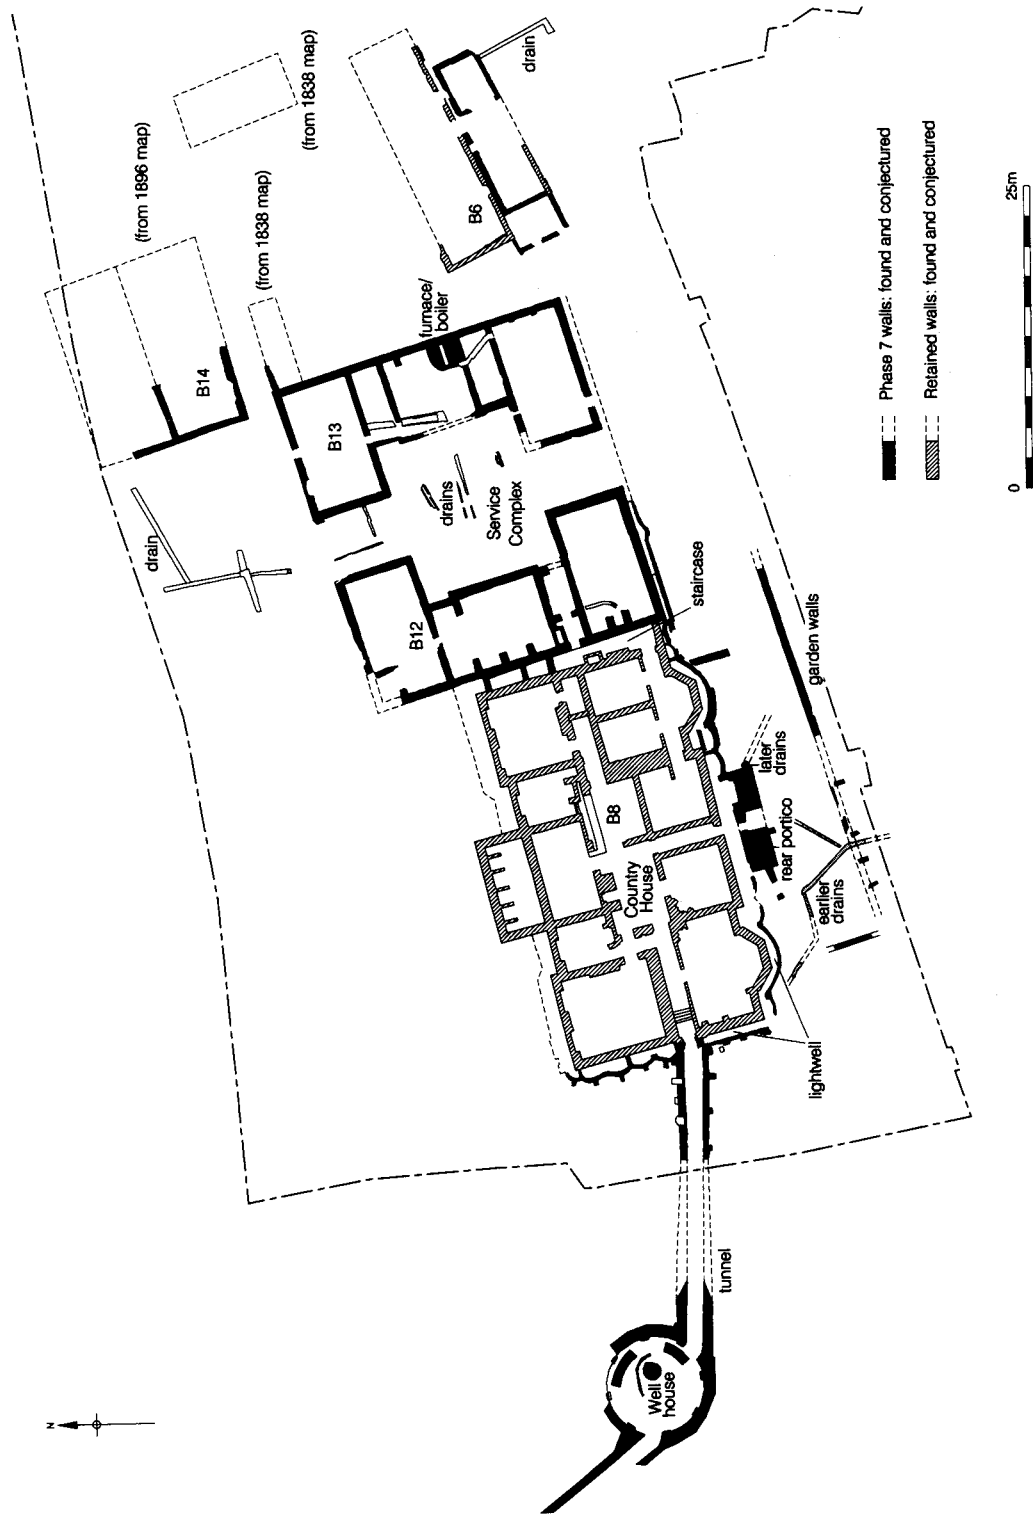 (from 1896 map)
(from 1838 map)
(from 1838 map)
drain
B14
B6
furnace/
boiler
B13
drain
drains
Service
Complex
B12
staircase
garden walls
B8
Country
House
later
drains
rear portico
earlier
drains
lightwell
tunnel
Well
house
N
Phase 7 walls: found and conjectured
Retained walls: found and conjectured
0
25m